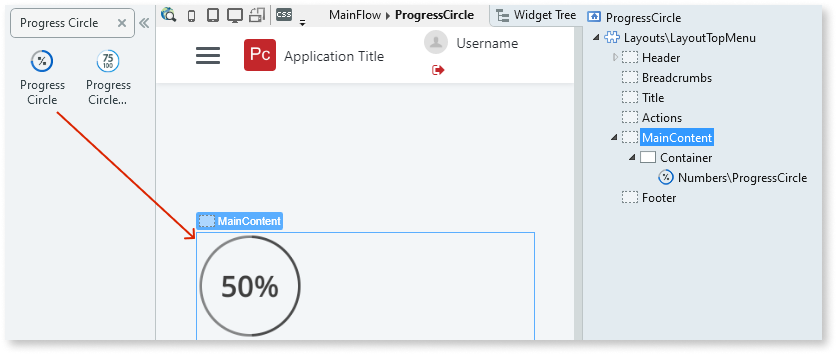 Progress Circle
Progress Circle
75
100
Progress Circle...
css
MainFlow ▸ ProgressCircle
Widget Tree
Pc
Application Title
Username
MainContent
50%
ProgressCircle
Layouts\LayoutTopMenu
Header
Breadcrumbs
Title
Actions
MainContent
Container
%
Numbers\ProgressCircle
Footer